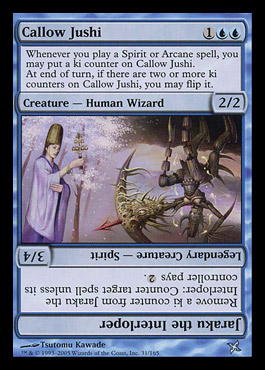 Callow Jushi 1
Whenever you play a Spirit or Arcane spell, you
may put a ki counter on Callow Jushi.
At end of turn, if there are two or more ki
counters on Callow Jushi, you may flip it.
Creature — Human Wizard
2/2
Jaraku the Interloper
Remove a ki counter from Jaraku the
Interloper: Counter target spell unless its
controller pays 2.
Legendary Creature — Spirit
3/4
Tsutomu Kawade
™ & © 1993-2005 Wizards of the Coast, Inc. 31/165